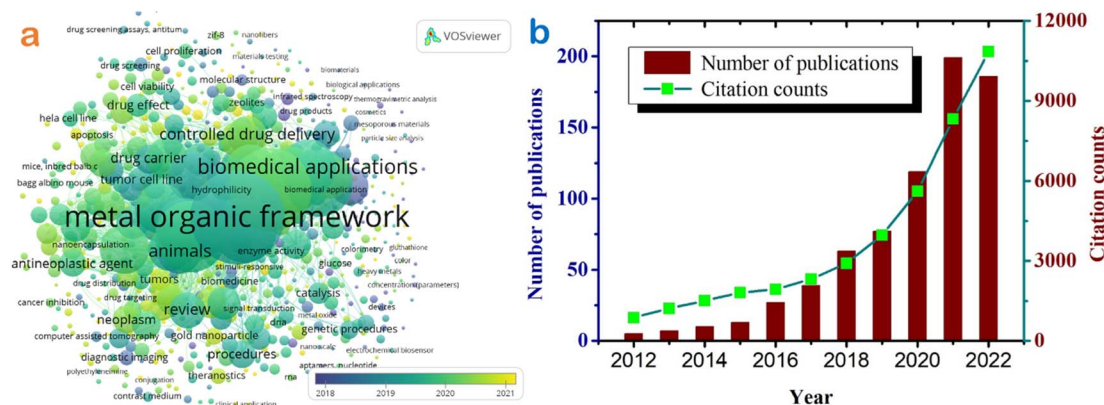 a
VOSviewer
drug screening assays, antitum
zif-8
nanofibers
cell proliferation
materials testing
drug screening
molecular structure
biomaterials
biological applications
cell viability
infrared spectroscopy
thermogravimetric analysis
drug effect
zeolites
drug products
cosmetics
hela cell line
mesoporous materials
apoptosis
controlled drug delivery
particle size analysis
mice, inbred balb c
drug carrier
biomedical applications
bagg albino mouse
tumor cell line
hydrophilicity
biomedical application
metal organic framework
nanoencapsulation
animals
enzyme activity
colorimetry
glutathione
color
antineoplastic agent
stimuli-responsive
glucose
heavy metals
drug distribution
tumors
biomedicine
catalysis
concentration (parameters)
cancer inhibition
drug targeting
review
signal transduction
metal oxide
devices
neoplasm
dna
genetic procedures
computer assisted tomography
gold nanoparticle
nanoscale
electrochemical biosensor
diagnostic imaging
procedures
aptamers, nucleotide
polyethyleneimine
theranostics
rna
conjugation
contrast medium
clinical application
2018 2019 2020 2021
b
Number of publications
Citation counts
Number of publications
200
150
100
50
0
12000
9000
6000
3000
0
Citation counts
2012 2014 2016 2018 2020 2022
Year